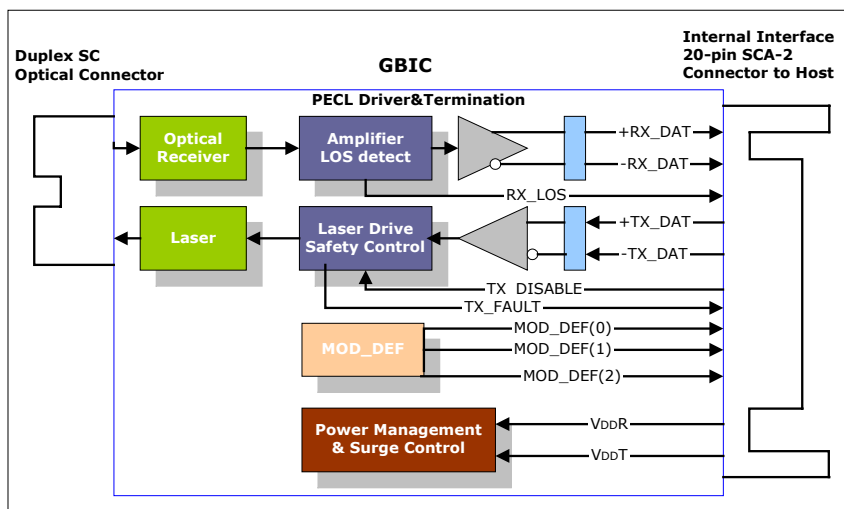 Duplex SC
Optical Connector
GBIC
Internal Interface
20-pin SCA-2
Connector to Host
PECL Driver&Termination
Optical
Receiver
Amplifier
LOS detect
+RX_DAT
-RX_DAT
RX_LOS
Laser
Laser Drive
Safety Control
+TX_DAT
-TX_DAT
TX_DISABLE
TX_FAULT
MOD_DEF
MOD_DEF(0)
MOD_DEF(1)
MOD_DEF(2)
Power Management
& Surge Control
VDDR
VDDT